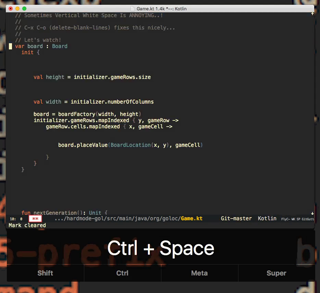 Game.kt 1.4k Kotlin
// Sometimes Vertical White Space Is ANNOYING..!
//
// C-x C-o (delete-blank-lines) fixes this nicely...
//
// Let's watch!
var board : Board
init {
val height = initializer.gameRows.size
val width = initializer.numberOfColumns
board = boardFactory(width, height)
initializer.gameRows.mapIndexed { y, gameRow ->
gameRow.cells.mapIndexed { x, gameCell ->
board.placeValue(BoardLocation(x, y), gameCell)
}
}
}
fun nextGeneration(): Unit {
.../hardmode-gol/src/main/java/org/goloc/Game.kt Git-master Kotlin
Mark cleared
-prefix
Ctrl + Space
Shift Ctrl Meta Super